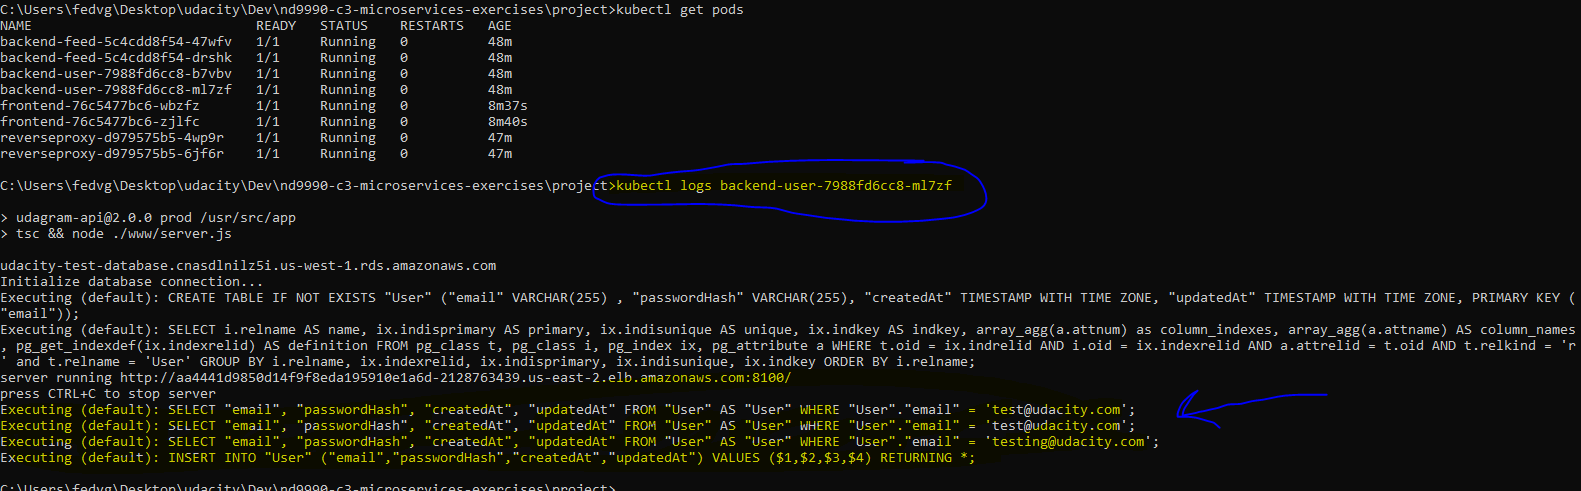 C:\Users\fedvg\Desktop\udacity\Dev\nd9990-c3-microservices-exercises\project>kubectl get pods
NAME READY STATUS RESTARTS AGE
backend-feed-5c4cdd8f54-47wfv 1/1 Running 0 48m
backend-feed-5c4cdd8f54-drshk 1/1 Running 0 48m
backend-user-7988fd6cc8-b7vbv 1/1 Running 0 48m
backend-user-7988fd6cc8-ml7zf 1/1 Running 0 48m
frontend-76c5477bc6-wbzfz 1/1 Running 0 8m37s
frontend-76c5477bc6-zjlfc 1/1 Running 0 8m40s
reverseproxy-d979575b5-4wp9r 1/1 Running 0 47m
reverseproxy-d979575b5-6jf6r 1/1 Running 0 47m
C:\Users\fedvg\Desktop\udacity\Dev\nd9990-c3-microservices-exercises\project>kubectl logs backend-user-7988fd6cc8-ml7zf
> udagram-api@2.0.0 prod /usr/src/app
> tsc && node ./www/server.js
udacity-test-database.cnasdlnilz5i.us-west-1.rds.amazonaws.com
Initialize database connection...
Executing (default): CREATE TABLE IF NOT EXISTS "User" ("email" VARCHAR(255) , "passwordHash" VARCHAR(255), "createdAt" TIMESTAMP WITH TIME ZONE, "updatedAt" TIMESTAMP WITH TIME ZONE, PRIMARY KEY (
"email"));
Executing (default): SELECT i.relname AS name, ix.indisprimary AS primary, ix.indisunique AS unique, ix.indkey AS indkey, array_agg(a.attnum) as column_indexes, array_agg(a.attname) AS column_names
, pg_get_indexdef(ix.indexrelid) AS definition FROM pg_class t, pg_class i, pg_index ix, pg_attribute a WHERE t.oid = ix.indrelid AND i.oid = ix.indexrelid AND a.attrelid = t.oid AND t.relkind = 'r
' and t.relname = 'User' GROUP BY i.relname, ix.indexrelid, ix.indisprimary, ix.indisunique, ix.indkey ORDER BY i.relname;
server running http://aa4441d9850d14f9f8eda195910e1a6d-2128763439.us-east-2.elb.amazonaws.com:8100/
press CTRL+C to stop server
Executing (default): SELECT "email", "passwordHash", "createdAt", "updatedAt" FROM "User" AS "User" WHERE "User"."email" = 'test@udacity.com';
Executing (default): SELECT "email", "passwordHash", "createdAt", "updatedAt" FROM "User" AS "User" WHERE "User"."email" = 'test@udacity.com';
Executing (default): SELECT "email", "passwordHash", "createdAt", "updatedAt" FROM "User" AS "User" WHERE "User"."email" = 'testing@udacity.com';
Executing (default): INSERT INTO "User" ("email","passwordHash","createdAt","updatedAt") VALUES ($1,$2,$3,$4) RETURNING *;
C:\Users\fedvg\Desktop\udacity\Dev\nd9990-c3-microservices-exercises\project>